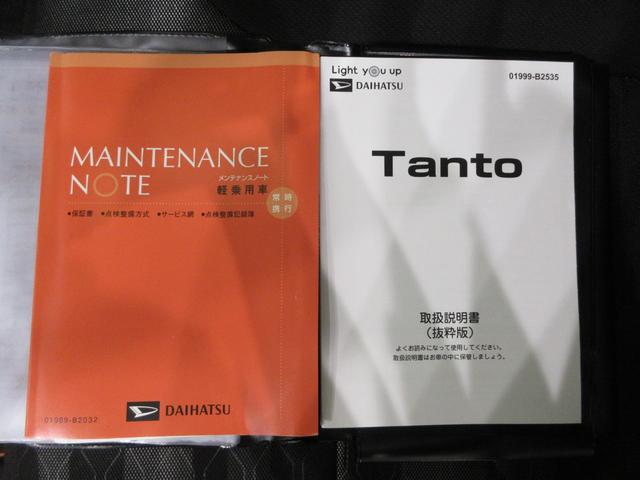 MAINTENANCE
NOTE
メンテナンスノート
軽乗用車
常時
携行
•保証書 •点検整備方式 •サービス網 •点検整備記録簿
01989-B2032
DAIHATSU
Light you up
DAIHATSU
01999-B2535
Tanto
取扱説明書
（抜粋版）
よくお読みになって使用してください。
取扱説明書はお車の中に保管しましょう。